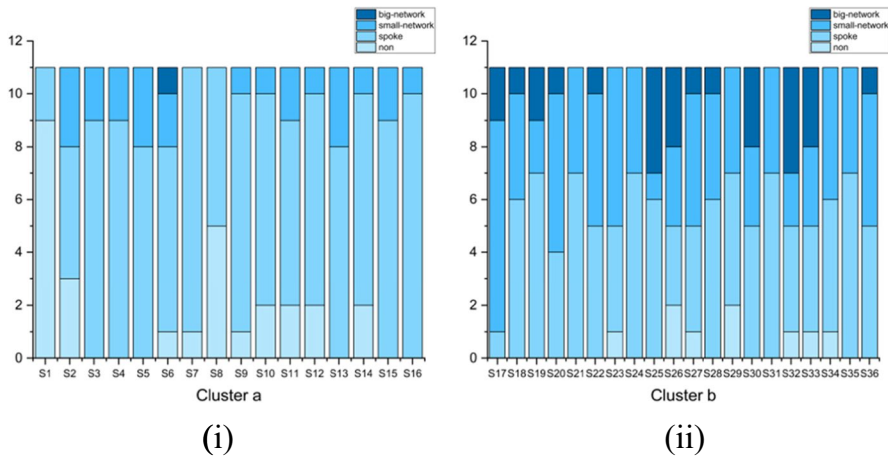 big-network
small-network
spoke
non
12
10
8
6
4
2
0
S1 S2 S3 S4 S5 S6 S7 S8 S9 S10 S11 S12 S13 S14 S15 S16
Cluster a
(i)
big-network
small-network
spoke
non
12
10
8
6
4
2
0
S17 S18 S19 S20 S21 S22 S23 S24 S25 S26 S27 S28 S29 S30 S31 S32 S33 S34 S35 S36
Cluster b
(ii)